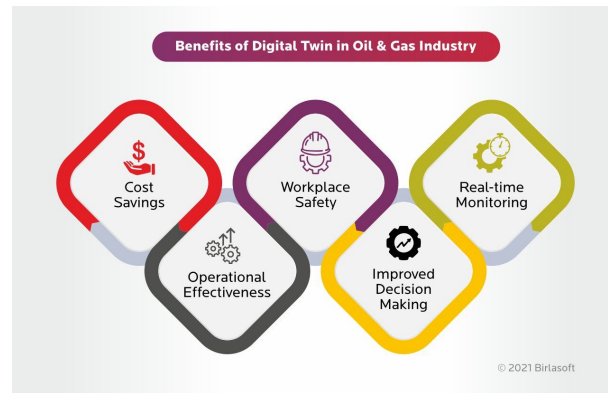 Benefits of Digital Twin in Oil & Gas Industry
$
Cost
Savings
Operational
Effectiveness
Workplace
Safety
Improved
Decision
Making
Real-time
Monitoring
© 2021 Birlasoft